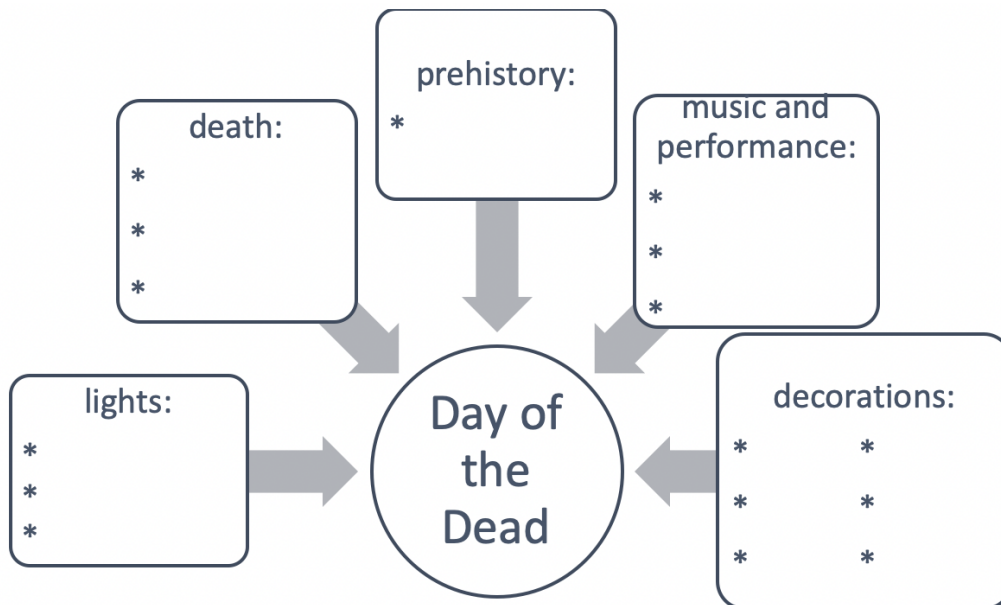 prehistory:
*
death:
*
*
*
music and
performance:
*
*
*
lights:
*
*
*
Day of
the
Dead
decorations:
* *
* *
* *